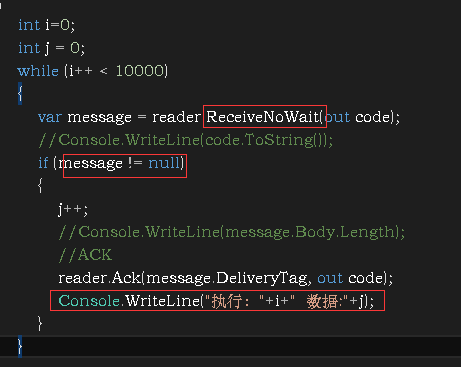 int i=0;
int j = 0;
while (i++ < 10000)
{
var message = reader ReceiveNoWait(out code);
//Console.WriteLine(code.ToString());
if (message != null)
{
j++;
//Console.WriteLine(message.Body.Length);
//ACK
reader.Ack(message.DeliveryTag, out code);
Console.WriteLine("执行: "+i+" 数据:"+j);
}
}